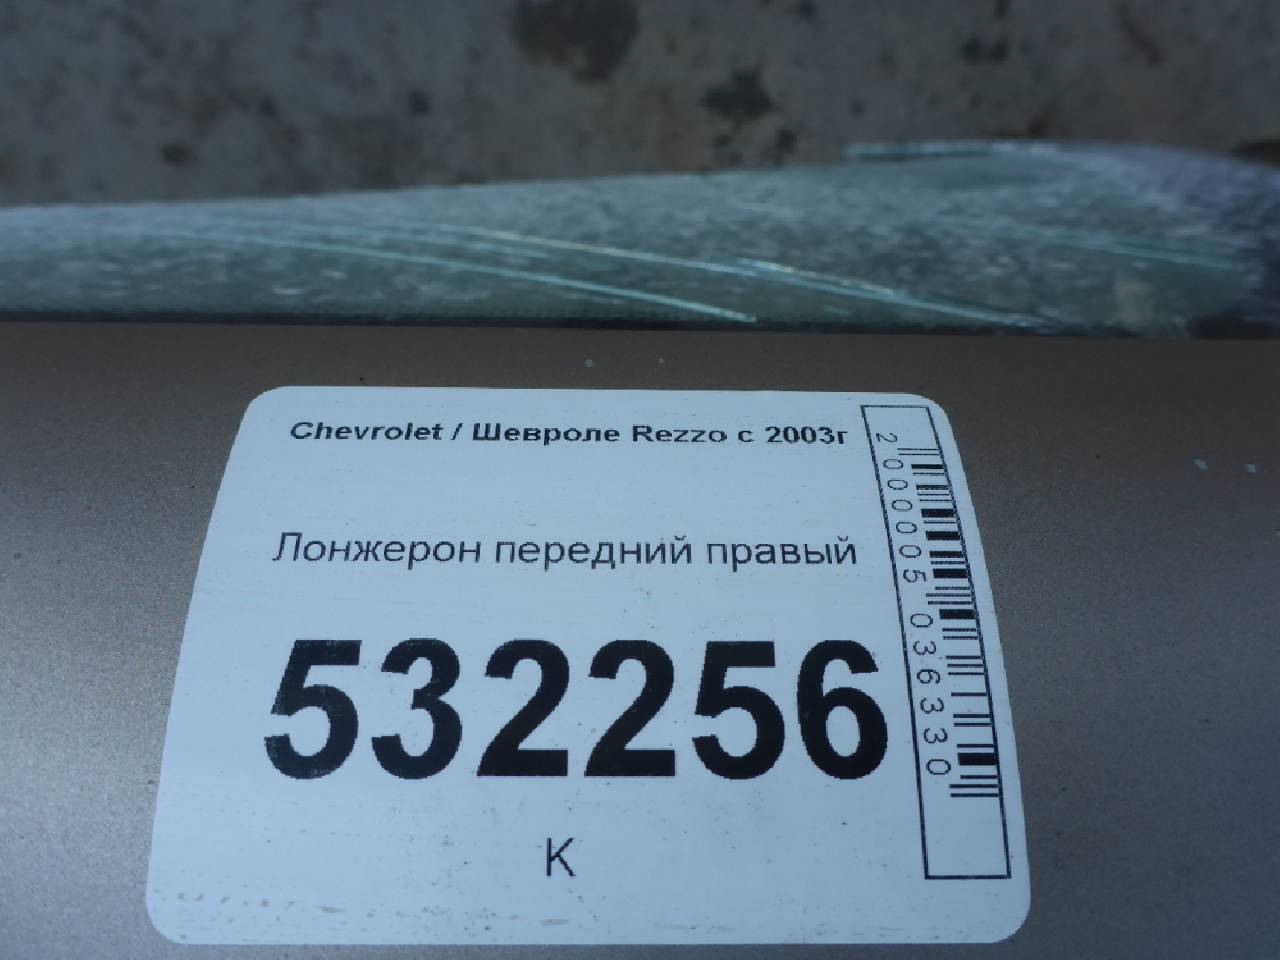 Chevrolet / Шевроле Rezzo с 2003г
Лонжерон передний правый
532256
К
2000005036330